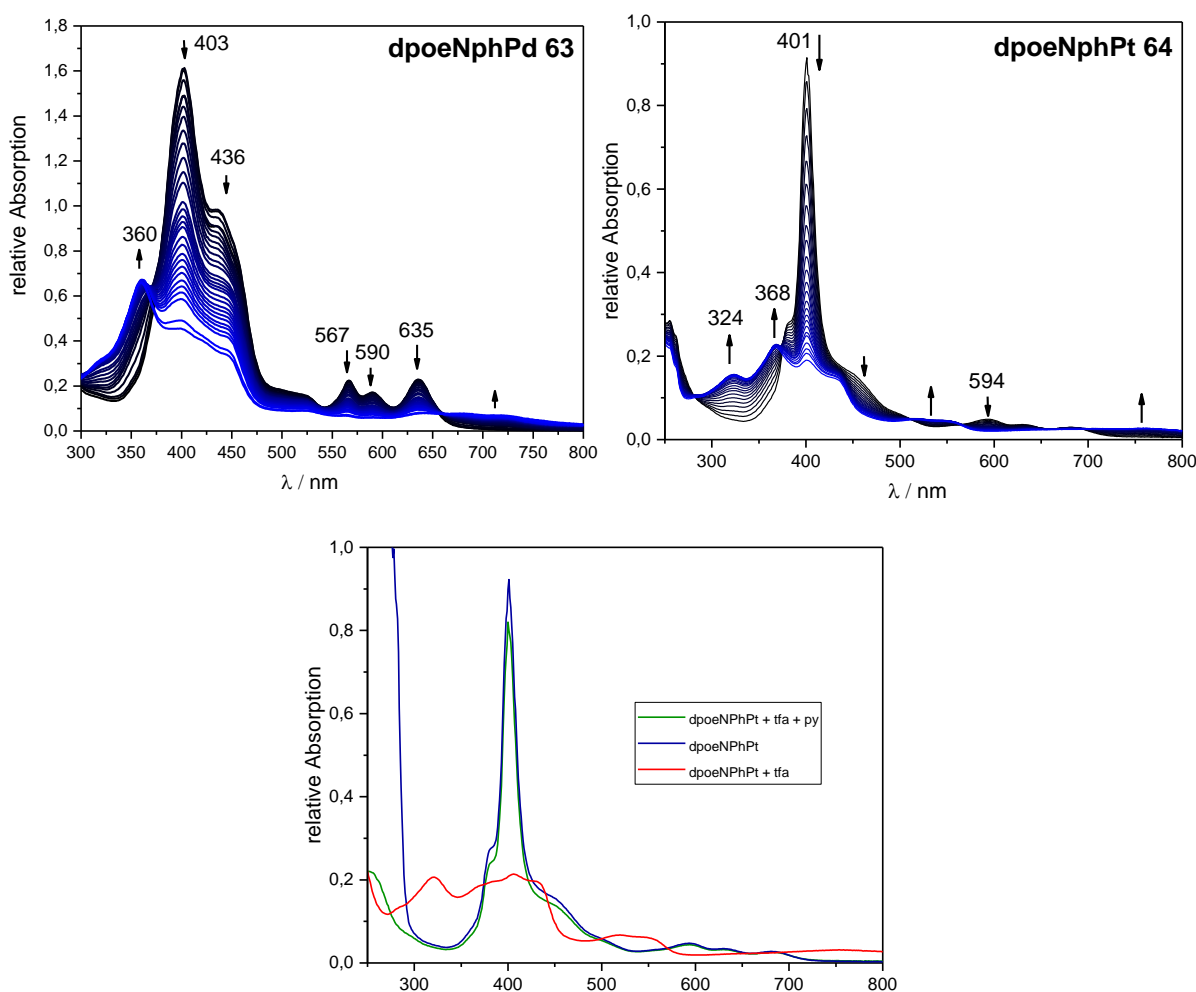 dpoeNphPd 63
403
436
360
567
590
635
1,8
1,6
1,4
1,2
1,0
0,8
0,6
0,4
0,2
0,0
relative Absorption
300 350 400 450 500 550 600 650 700 750 800
λ / nm
dpoeNphPt 64
401
368
324
594
1,0
0,8
0,6
0,4
0,2
0,0
relative Absorption
300 400 500 600 700 800
λ / nm
1,0
0,8
0,6
0,4
0,2
0,0
relative Absorption
dpoeNPhPt + tfa + py
dpoeNPhPt
dpoeNPhPt + tfa
300 400 500 600 700 800